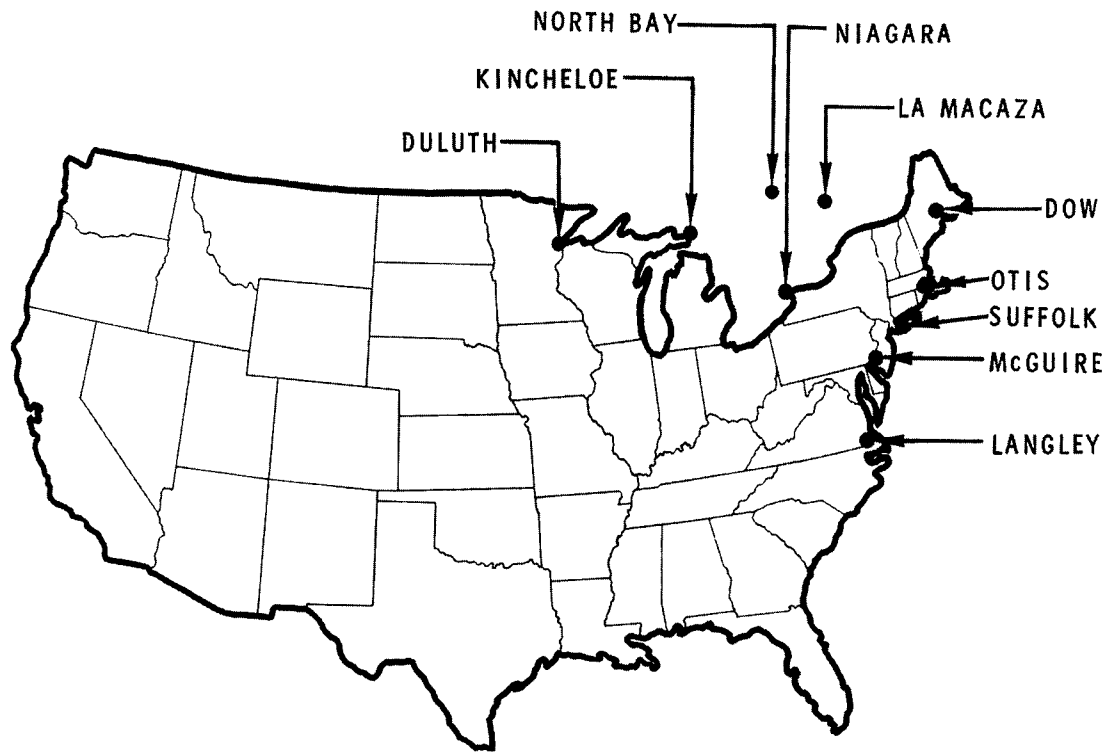 NORTH BAY
NIAGARA
KINCHELOE
LA MACAZA
DULUTH
DOW
OTIS
SUFFOLK
McGUIRE
LANGLEY